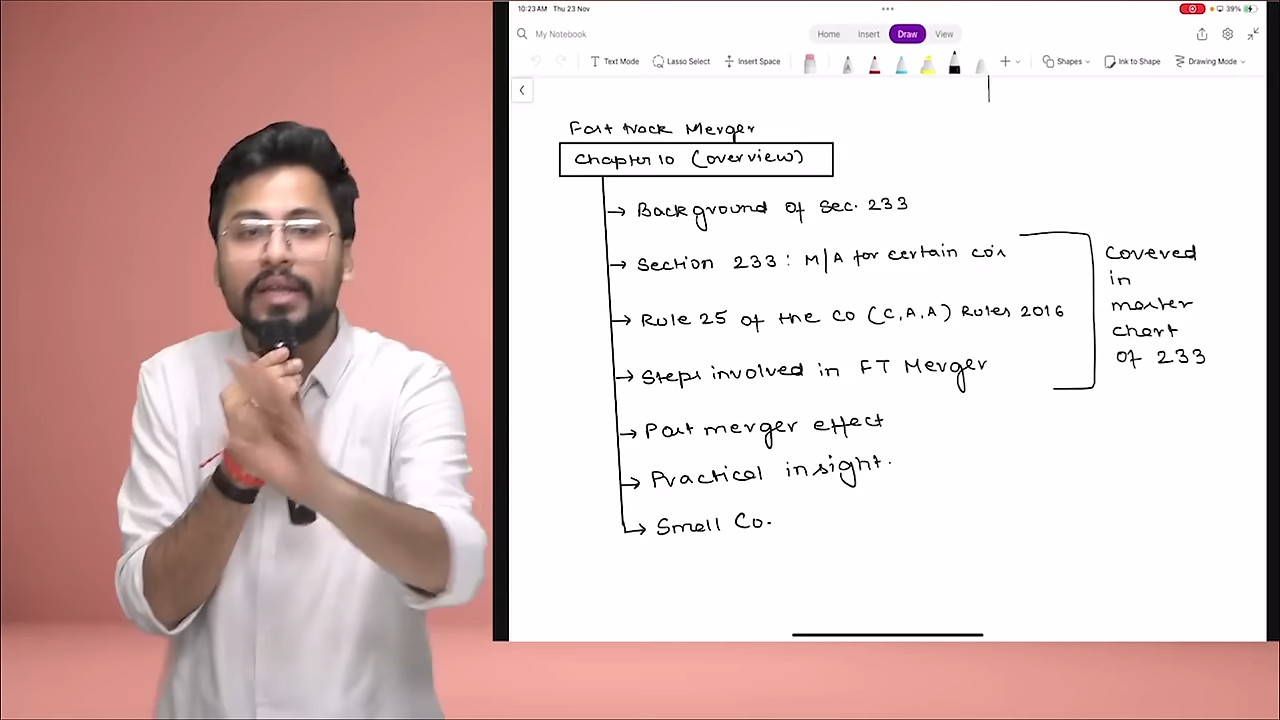 10:23 AM Thu 23 Nov
39%
My Notebook
Home Insert Draw View
Text Mode Lasso Select Insert Space Shapes Ink to Shape Drawing Mode
Fast track Merger
Chapter 10 (overview)
Background of Sec. 233
Section 233 : M/A for certain co's
Rule 25 of the Co (C, A, A) Rules 2016
Steps involved in FT Merger
Post merger effect
Practical insight.
Small Co.
Covered
in
master
chart
of 233